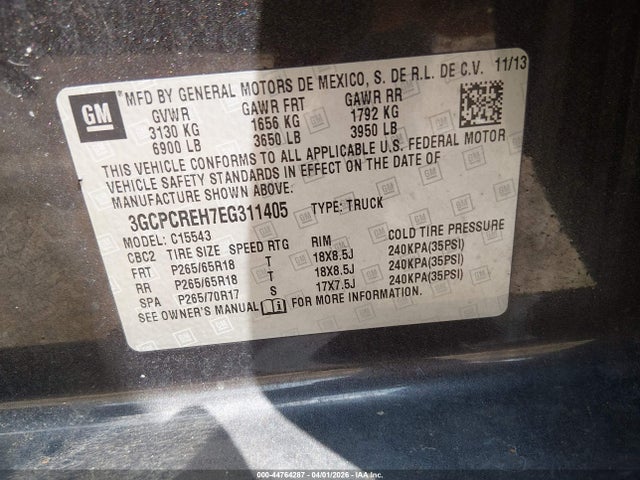 GM
MFD BY GENERAL MOTORS DE MEXICO, S. DE R.L. DE C.V. 11/13
GVWR GAWR FRT GAWR RR
3130 KG 1656 KG 1792 KG
6900 LB 3650 LB 3950 LB
THIS VEHICLE CONFORMS TO ALL APPLICABLE U.S. FEDERAL MOTOR
VEHICLE SAFETY STANDARDS IN EFFECT ON THE DATE OF
MANUFACTURE SHOWN ABOVE.
3GCPCREH7EG311405 TYPE: TRUCK
MODEL: C15543
CBC2 TIRE SIZE SPEED RTG RIM COLD TIRE PRESSURE
FRT P265/65R18 T 18X8.5J 240KPA(35PSI)
RR P265/65R18 T 18X8.5J 240KPA(35PSI)
SPA P265/70R17 S 17X7.5J 240KPA(35PSI)
SEE OWNER'S MANUAL FOR MORE INFORMATION.
000-44764287 - 04/01/2026 - IAA Inc.